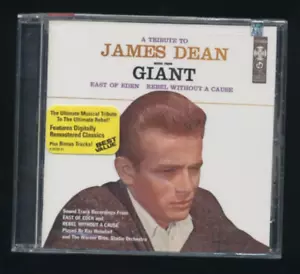 A TRIBUTE TO
JAMES DEAN
GIANT
EAST OF EDEN REBEL WITHOUT A CAUSE
The Ultimate Musical Tribute
To The Ultimate Rebel!
Features Digitally
Remastered Classics
Plus Bonus Tracks!
BEST
VALUE
Sound Track Recordings From
EAST OF EDEN and
REBEL WITHOUT A CAUSE
Played By Ray Heindorf
and The Warner Bros. Studio Orchestra